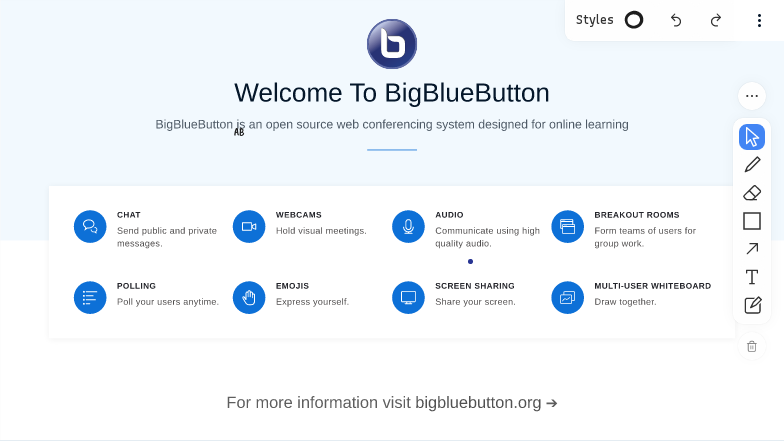 Styles
Welcome To BigBlueButton
BigBlueButton is an open source web conferencing system designed for online learning
AB
CHAT
Send public and private
messages.
WEBCAMS
Hold visual meetings.
AUDIO
Communicate using high
quality audio.
BREAKOUT ROOMS
Form teams of users for
group work.
POLLING
Poll your users anytime.
EMOJIS
Express yourself.
SCREEN SHARING
Share your screen.
MULTI-USER WHITEBOARD
Draw together.
For more information visit bigbluebutton.org →